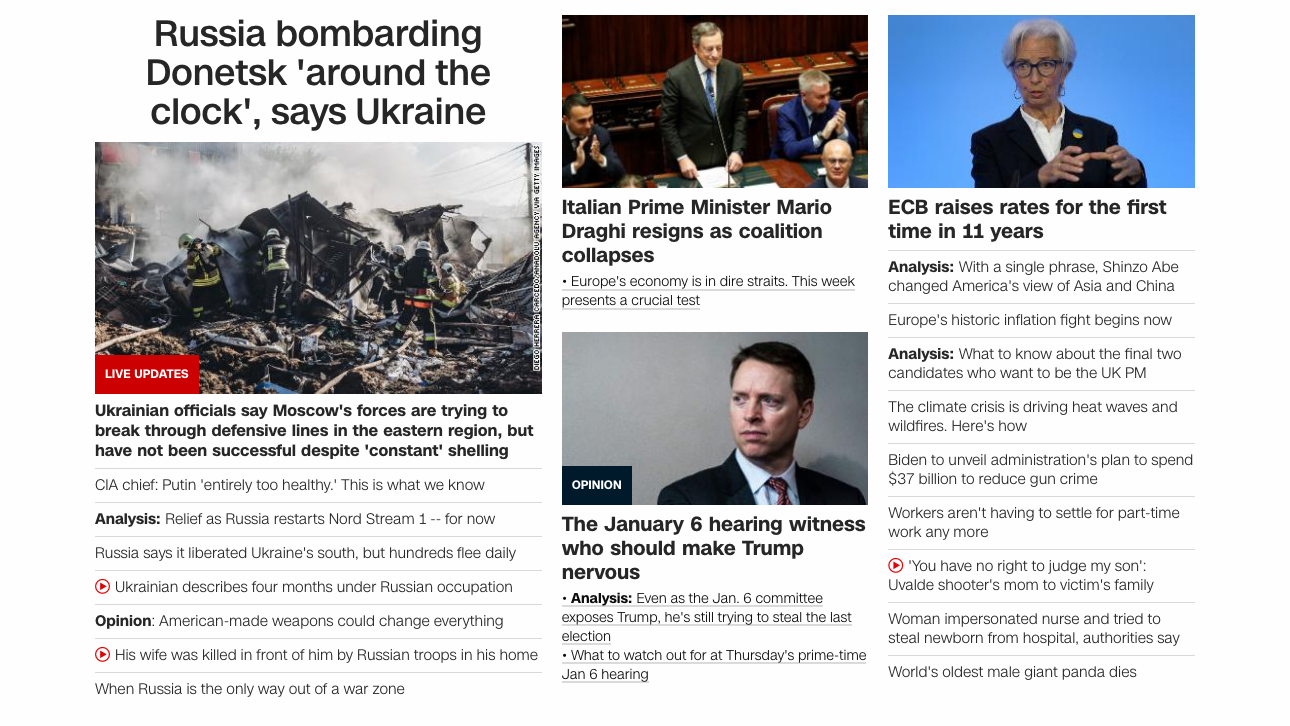 Russia bombarding
Donetsk 'around the
clock', says Ukraine
DIEGO HERRERA CARCEDO/ANADOLU AGENCY VIA GETTY IMAGES
LIVE UPDATES
Ukrainian officials say Moscow's forces are trying to
break through defensive lines in the eastern region, but
have not been successful despite 'constant' shelling
CIA chief: Putin 'entirely too healthy.' This is what we know
Analysis: Relief as Russia restarts Nord Stream 1 -- for now
Russia says it liberated Ukraine's south, but hundreds flee daily
Ukrainian describes four months under Russian occupation
Opinion: American-made weapons could change everything
His wife was killed in front of him by Russian troops in his home
When Russia is the only way out of a war zone
Italian Prime Minister Mario
Draghi resigns as coalition
collapses
• Europe's economy is in dire straits. This week
presents a crucial test
OPINION
The January 6 hearing witness
who should make Trump
nervous
• Analysis: Even as the Jan. 6 committee
exposes Trump, he's still trying to steal the last
election
• What to watch out for at Thursday's prime-time
Jan 6 hearing
ECB raises rates for the first
time in 11 years
Analysis: With a single phrase, Shinzo Abe
changed America's view of Asia and China
Europe's historic inflation fight begins now
Analysis: What to know about the final two
candidates who want to be the UK PM
The climate crisis is driving heat waves and
wildfires. Here's how
Biden to unveil administration's plan to spend
$37 billion to reduce gun crime
Workers aren't having to settle for part-time
work any more
'You have no right to judge my son':
Uvalde shooter's mom to victim's family
Woman impersonated nurse and tried to
steal newborn from hospital, authorities say
World's oldest male giant panda dies